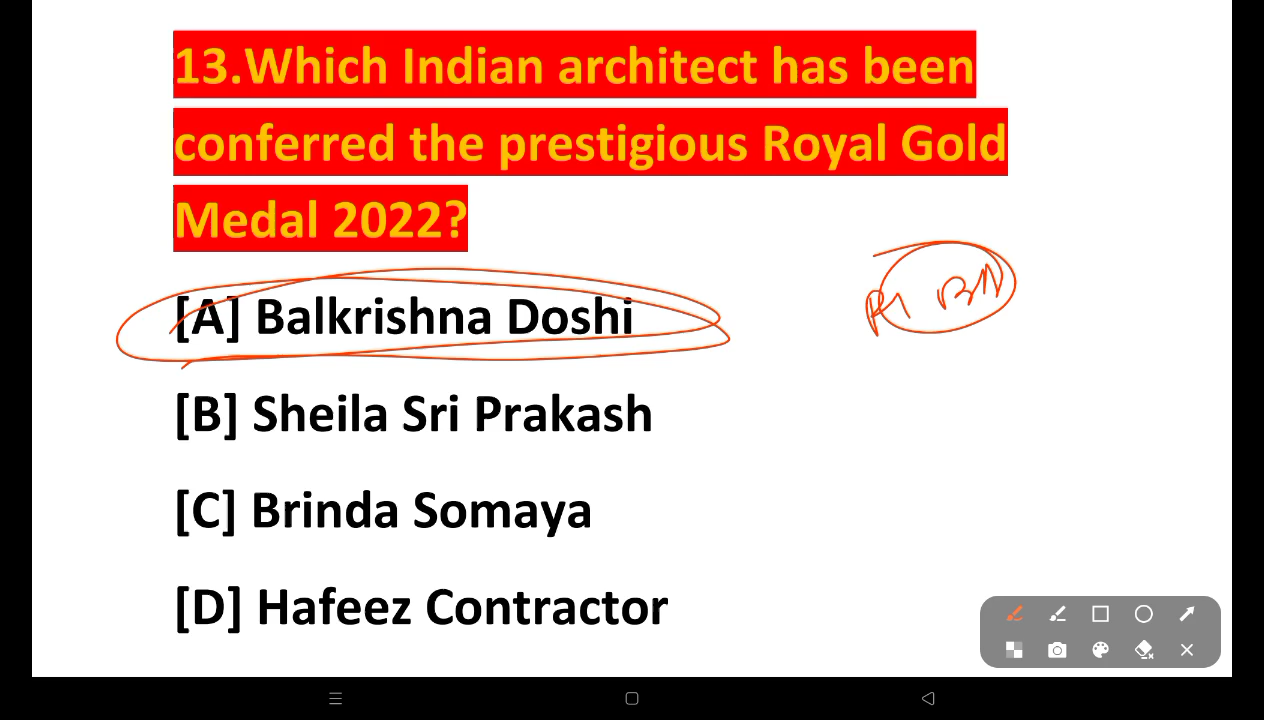 13.Which Indian architect has been
conferred the prestigious Royal Gold
Medal 2022?
[A] Balkrishna Doshi
[B] Sheila Sri Prakash
[C] Brinda Somaya
[D] Hafeez Contractor